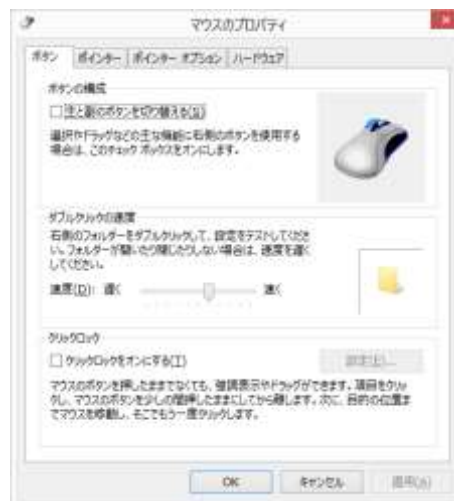 マウスのプロパティ
ボタン ポインター ポインター オプション ハードウェア
ボタンの構成
主と副のボタンを切り替える(S)
選択やドラッグなどの主な機能に右側のボタンを使用する
場合は、このチェック ボックスをオンにします。
ダブルクリックの速度
右側のフォルダーをダブルクリックして、設定をテストしてくださ
い。フォルダーが開いたり閉じたりしない場合は、速度を遅く
してください。
速度(D): 遅く 速く
クリックロック
クリックロックをオンにする(T)
設定(E)...
マウスのボタンを押したままでなくても、強調表示やドラッグができます。項目をクリッ
クし、マウスのボタンを少しの間押したままにしてから離します。次に、目的の位置ま
でマウスを移動し、そこでもう一度クリックします。
OK キャンセル 適用(A)